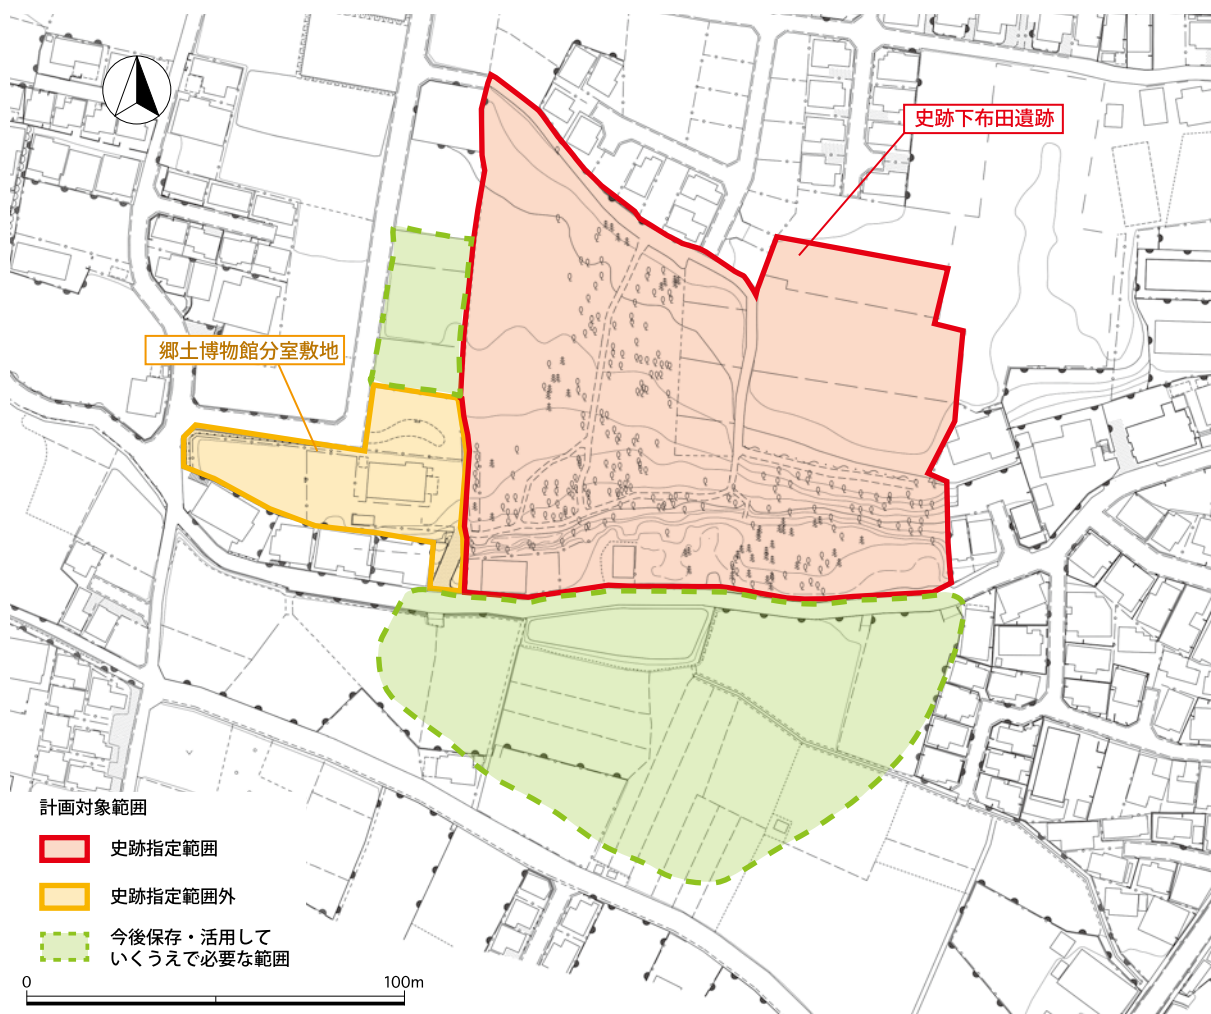 史跡下布田遺跡
郷土博物館分室敷地
計画対象範囲
史跡指定範囲
史跡指定範囲外
今後保存・活用して
いくうえで必要な範囲
0 100m